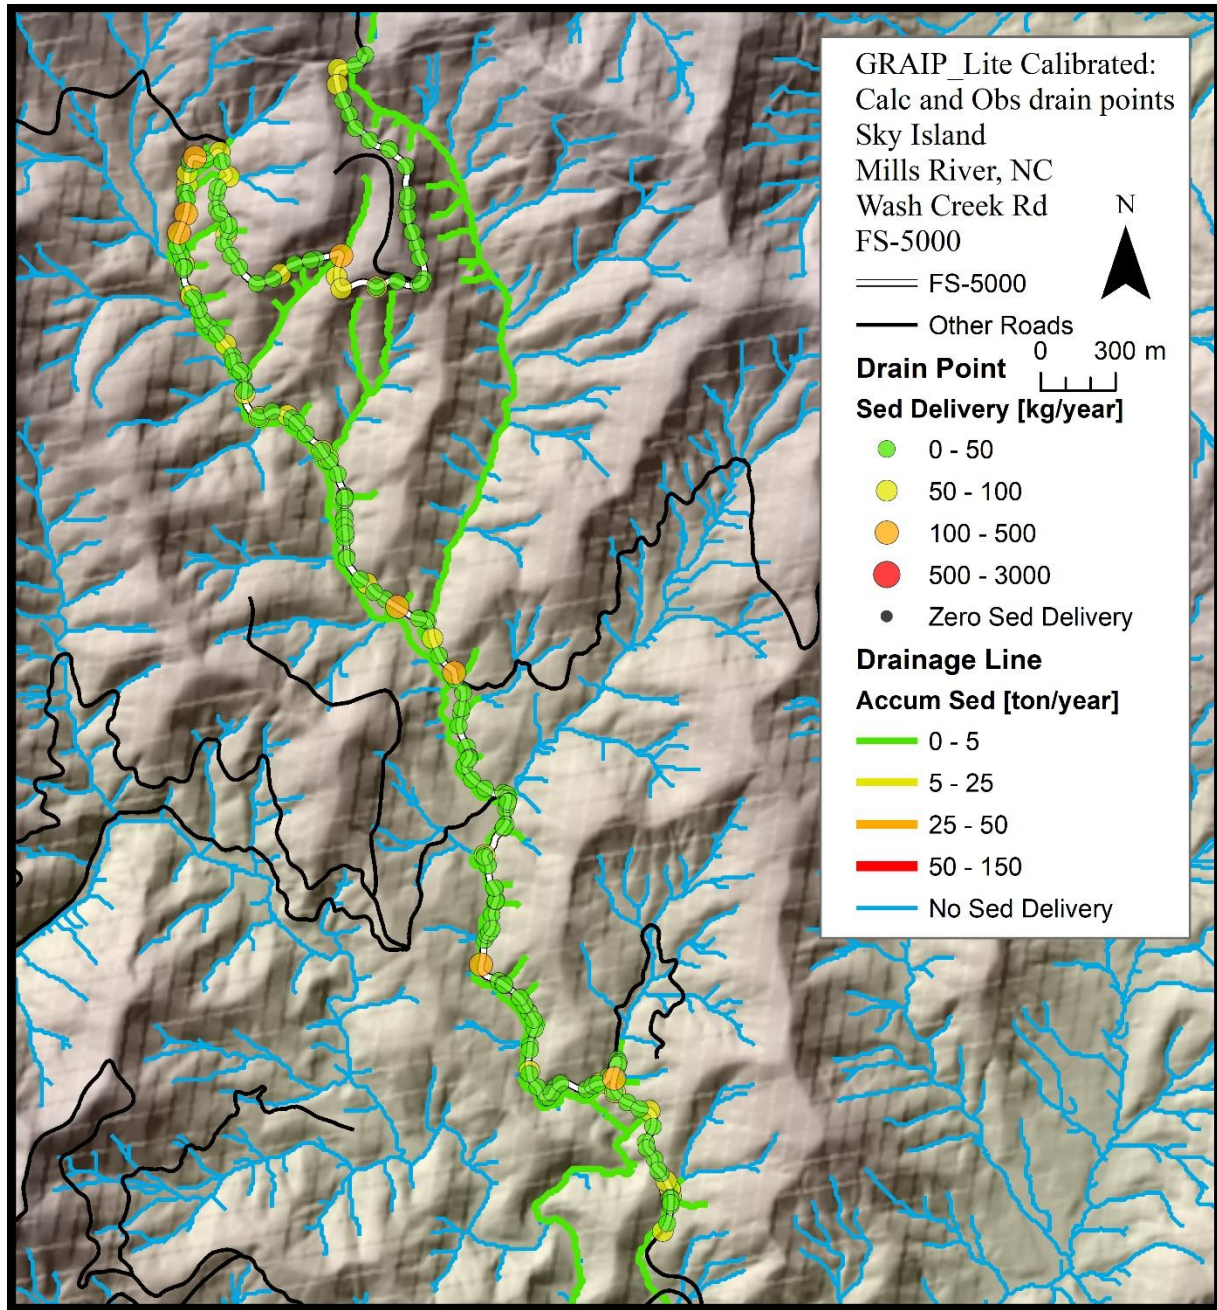 GRAIP_Lite Calibrated:
Calc and Obs drain points
Sky Island
Mills River, NC
Wash Creek Rd
FS-5000
N
FS-5000
Other Roads
0 300 m
Drain Point
Sed Delivery [kg/year]
0 - 50
50 - 100
100 - 500
500 - 3000
Zero Sed Delivery
Drainage Line
Accum Sed [ton/year]
0 - 5
5 - 25
25 - 50
50 - 150
No Sed Delivery